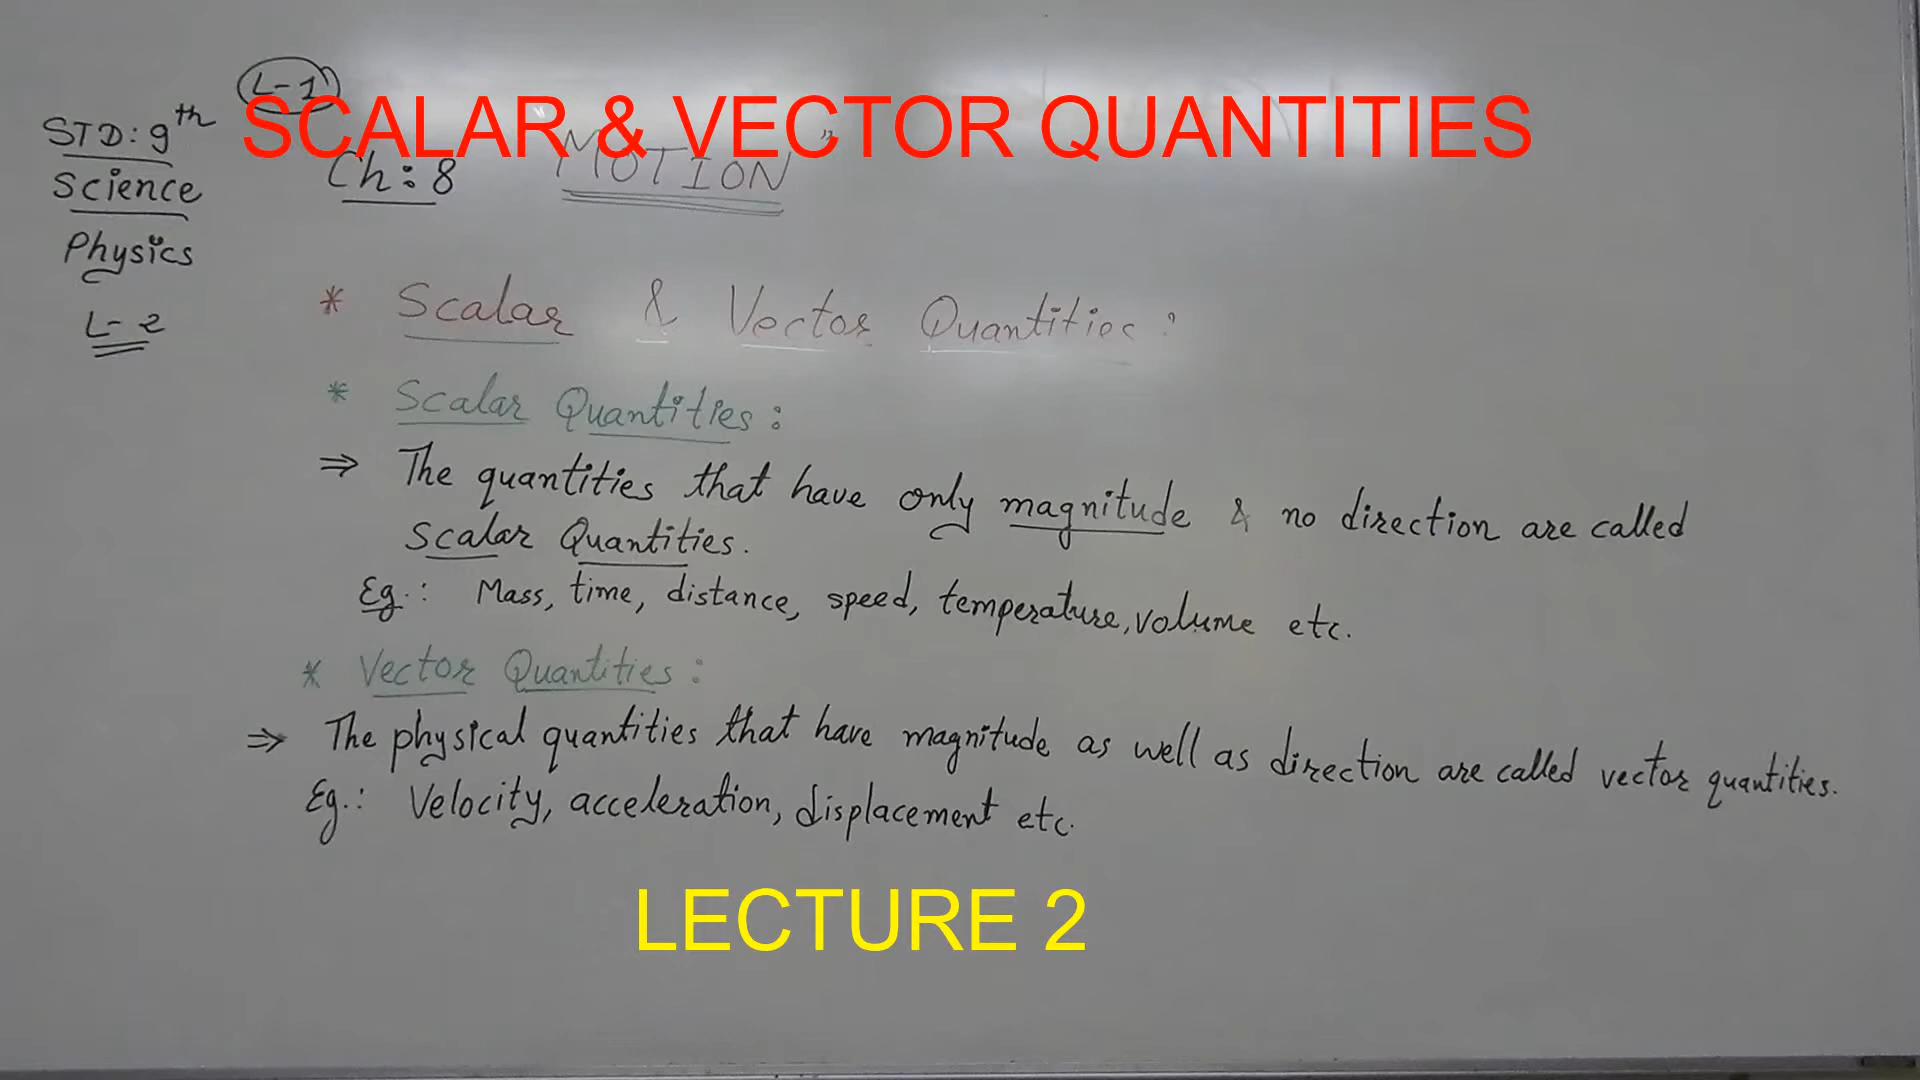 L-1
SCALAR & VECTOR QUANTITIES
STD: 9th
Science
Physics
L-2
Ch: 8 MOTION"
* Scalar & Vector Quantities:
* Scalar Quantities:
⇒ The quantities that have only magnitude & no direction are called
Scalar Quantities.
Eg.: Mass, time, distance, speed, temperature, volume etc.
* Vector Quantities:
⇒ The physical quantities that have magnitude as well as direction are called vector quantities.
Eg.: Velocity, acceleration, displacement etc.
LECTURE 2